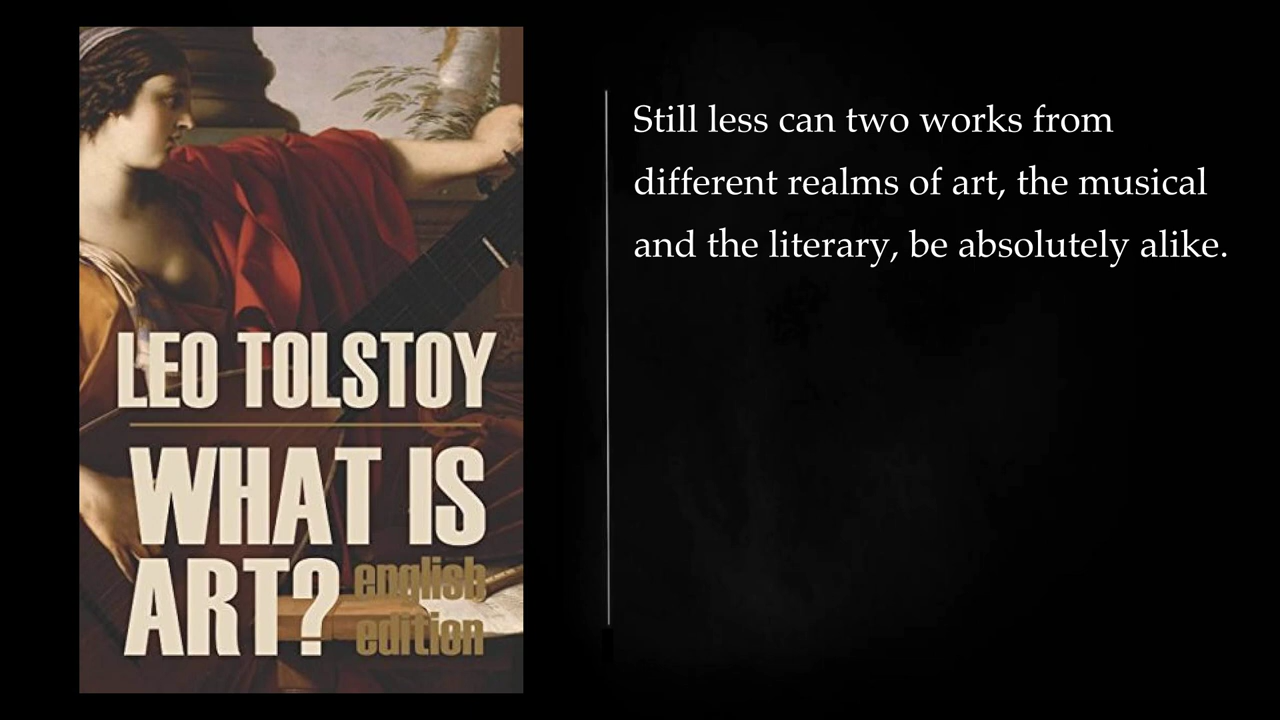 LEO TOLSTOY
WHAT IS
ART?
english
edition
Still less can two works from
different realms of art, the musical
and the literary, be absolutely alike.